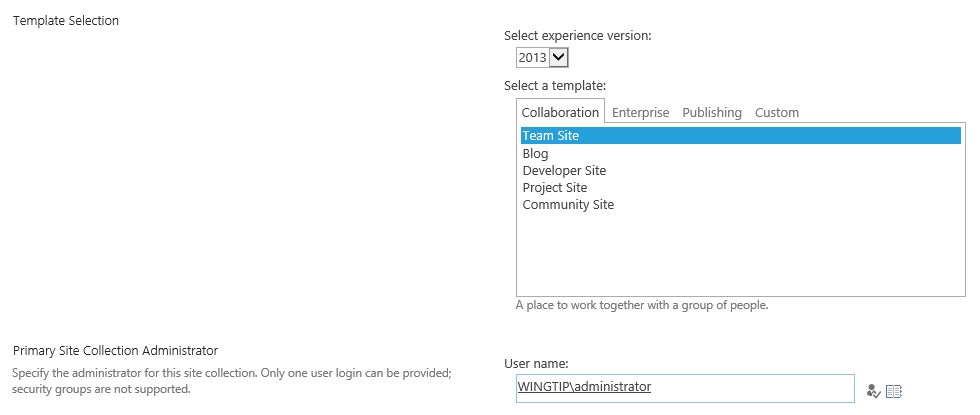 Template Selection
Select experience version:
2013
Select a template:
Collaboration Enterprise Publishing Custom
Team Site
Blog
Developer Site
Project Site
Community Site
A place to work together with a group of people.
Primary Site Collection Administrator
Specify the administrator for this site collection. Only one user login can be provided;
security groups are not supported.
User name:
WINGTIP\administrator